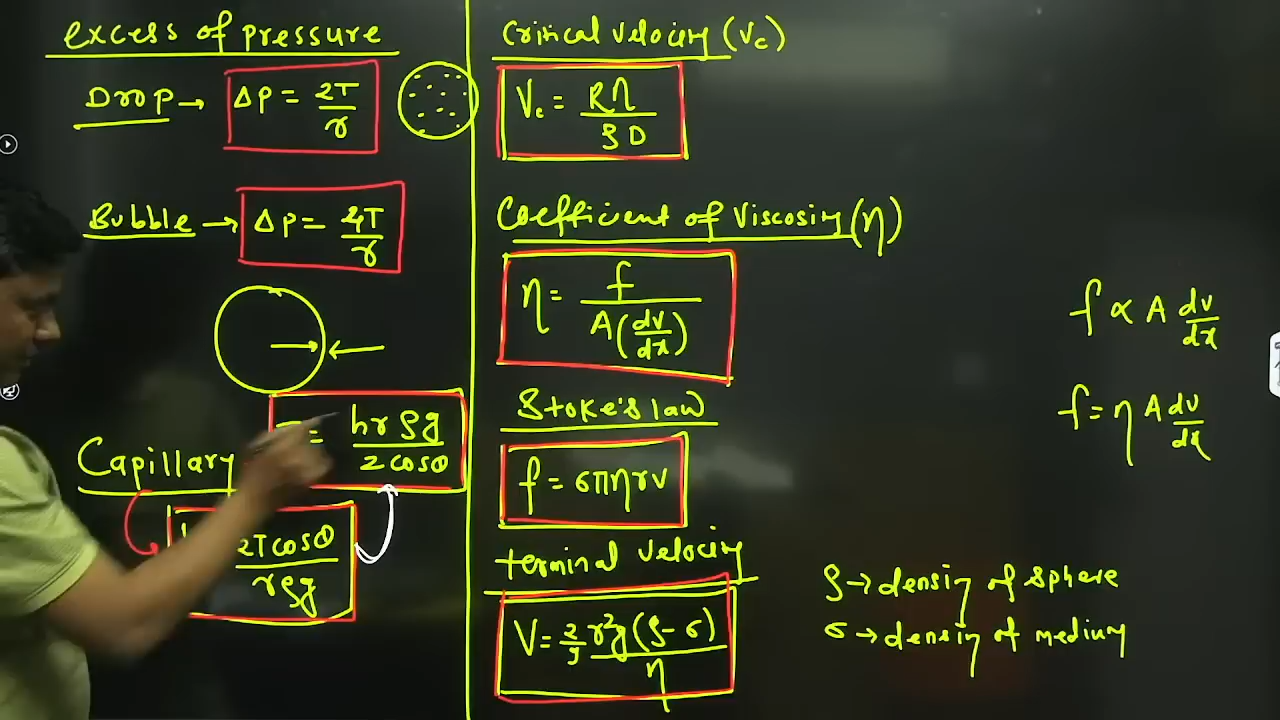 excess of pressure
Drop → ΔP = 2T/r
Bubble → ΔP = 4T/r
Capillary
= hrρg/2cosθ
2Tcosθ/rρg
Critical velocity (Vc)
Vc = Rη/ρD
Coefficient of Viscosity (η)
η = f/A(dv/dx)
Stoke's law
f = 6πηrv
terminal velocity
V = 2/9 r²g(ρ-σ)/η
f ∝ A dv/dx
f = η A dv/dx
ρ → density of sphere
σ → density of medium